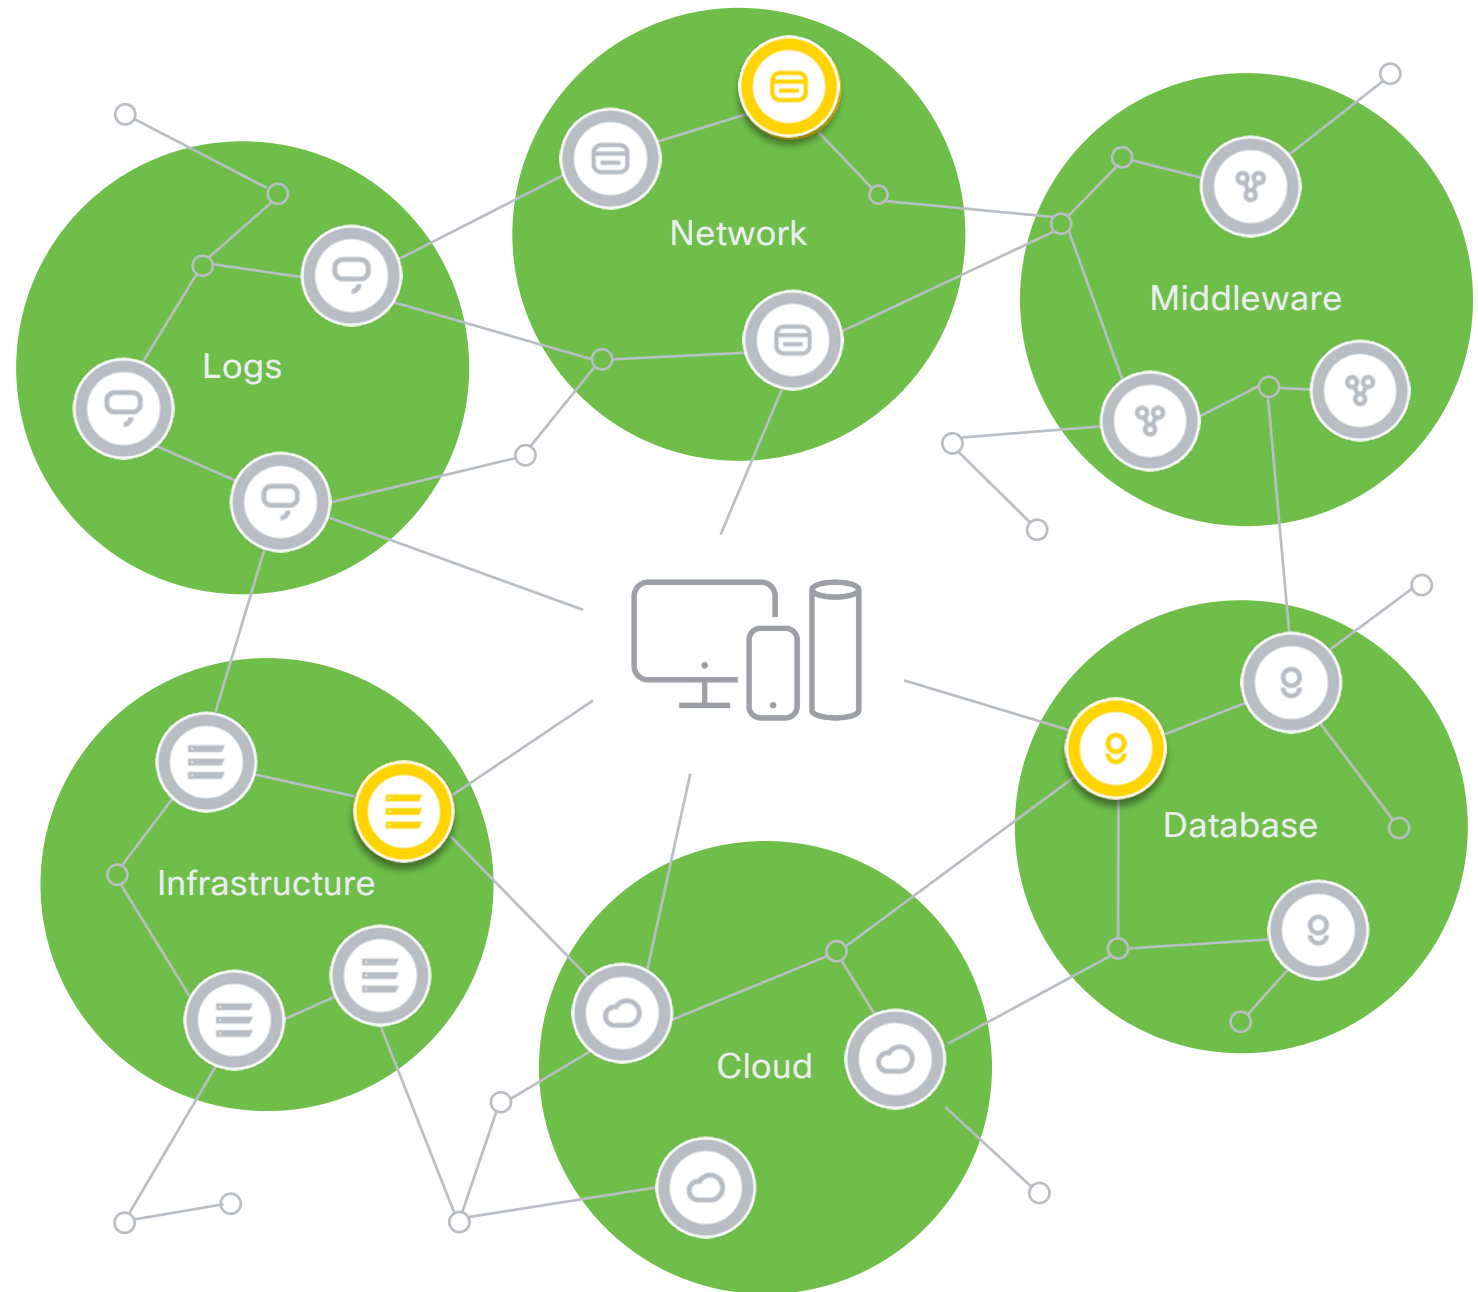 Network
Middleware
Logs
Database
Infrastructure
Cloud